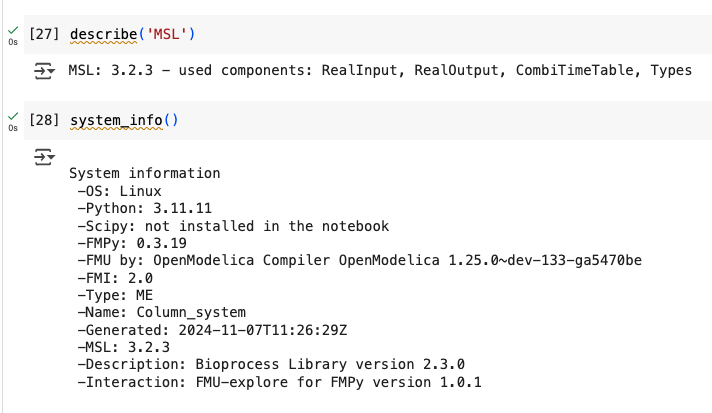 [27] describe('MSL')
0s
MSL: 3.2.3 - used components: RealInput, RealOutput, CombiTimeTable, Types
[28] system_info()
0s
System information
-OS: Linux
-Python: 3.11.11
-Scipy: not installed in the notebook
-FMPy: 0.3.19
-FMU by: OpenModelica Compiler OpenModelica 1.25.0~dev-133-ga5470be
-FMI: 2.0
-Type: ME
-Name: Column_system
-Generated: 2024-11-07T11:26:29Z
-MSL: 3.2.3
-Description: Bioprocess Library version 2.3.0
-Interaction: FMU-explore for FMPy version 1.0.1